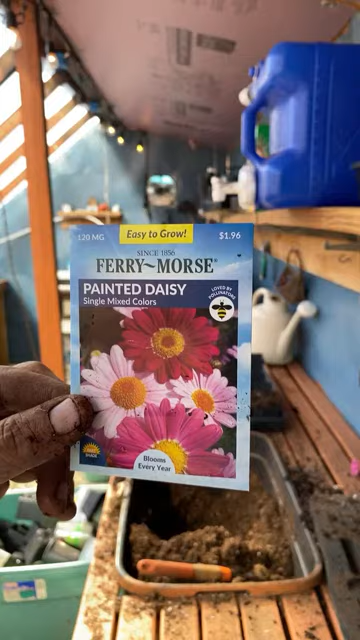 120 MG
Easy to Grow!
$1.96
SINCE 1856
FERRY~MORSE®
PAINTED DAISY
Single Mixed Colors
LOVED BY
POLLINATORS
Blooms
Every Year
SHADE